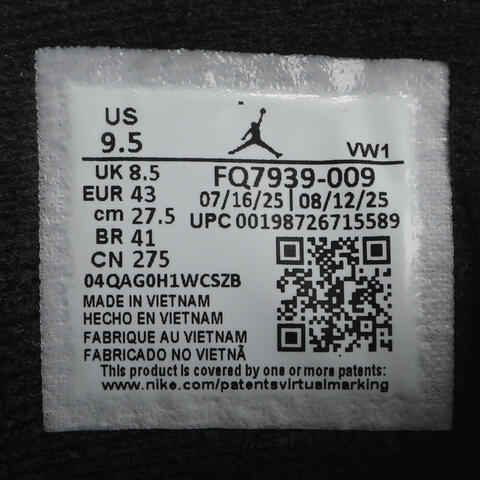 US
9.5
VW1
UK 8.5
FQ7939-009
EUR 43
07/16/25 | 08/12/25
cm 27.5
UPC 00198726715589
BR 41
CN 275
04QAG0H1WCSZB
MADE IN VIETNAM
HECHO EN VIETNAM
FABRIQUE AU VIETNAM
FABRICADO NO VIETNÃ
This product is covered by one or more patents:
www.nike.com/patentsvirtualmarking